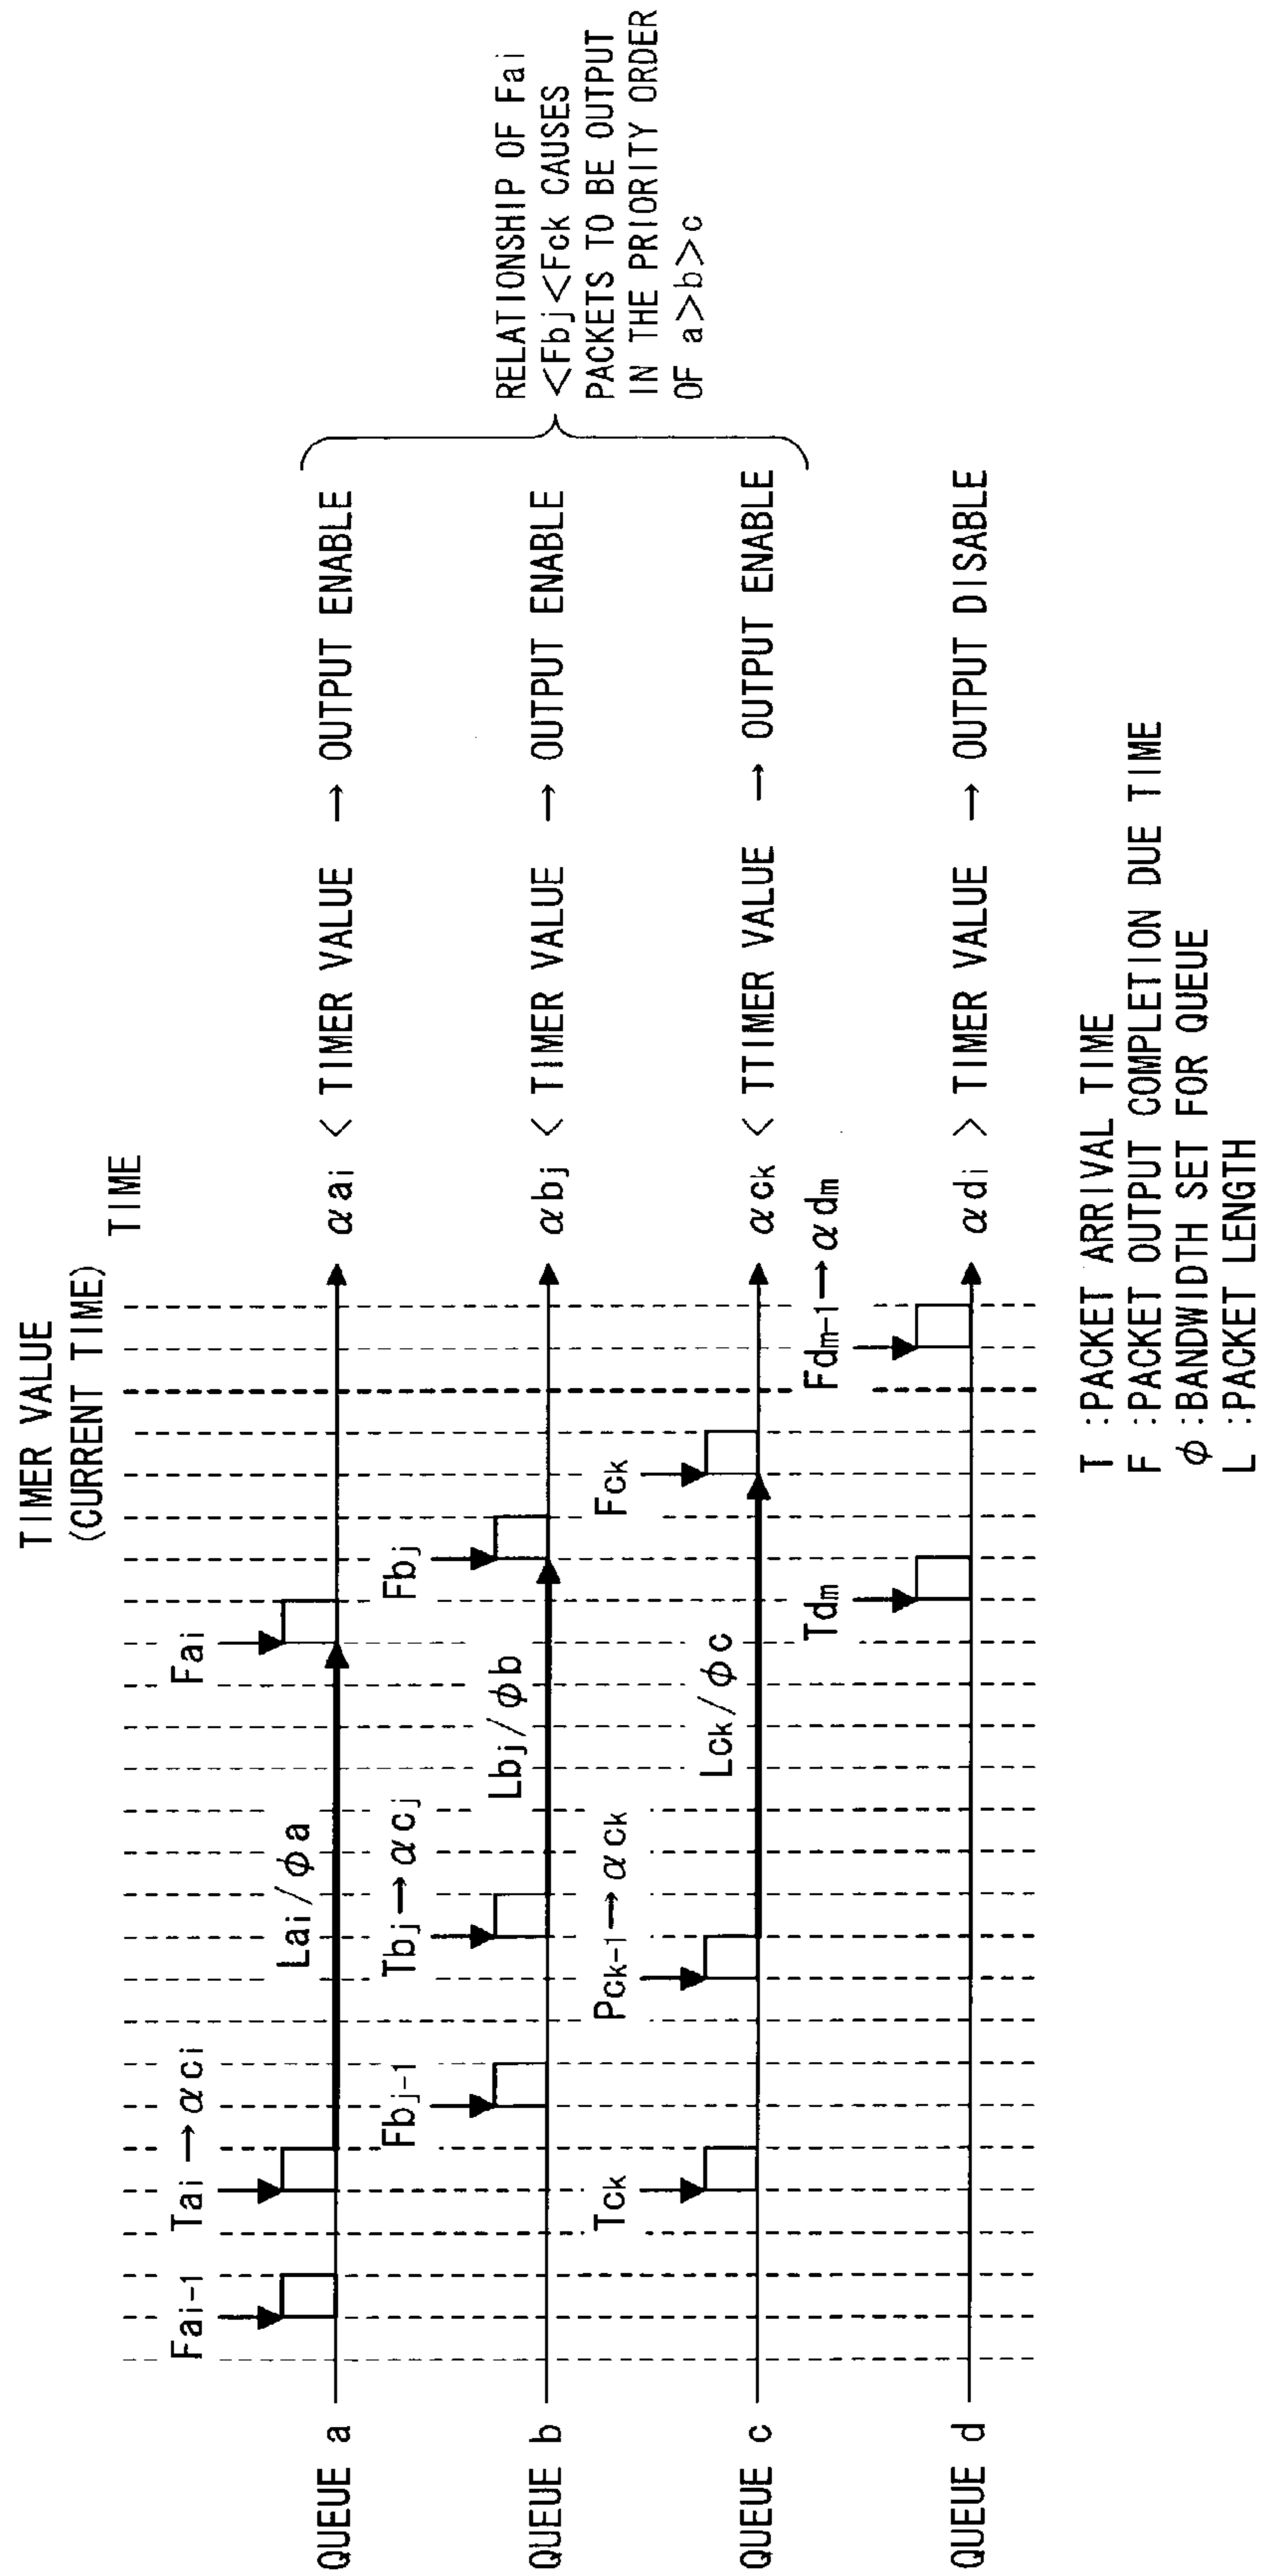 TIMER VALUE
(CURRENT TIME)
TIME
Fai-1
Tai→αci
Lai/φa
Fai
QUEUE a
αai < TIMER VALUE → OUTPUT ENABLE
Fbj-1
Tbj→αcj
Lbj/φb
Fbj
QUEUE b
αbj < TIMER VALUE → OUTPUT ENABLE
Tck
Pck-1→αck
Lck/φc
Fck
QUEUE c
αck < TTIMER VALUE → OUTPUT ENABLE
Tdm
Fdm-1→αdm
QUEUE d
αdi > TIMER VALUE → OUTPUT DISABLE
RELATIONSHIP OF Fai
<Fbj<Fck CAUSES
PACKETS TO BE OUTPUT
IN THE PRIORITY ORDER
OF a>b>c
T :PACKET ARRIVAL TIME
F :PACKET OUTPUT COMPLETION DUE TIME
φ :BANDWIDTH SET FOR QUEUE
L :PACKET LENGTH